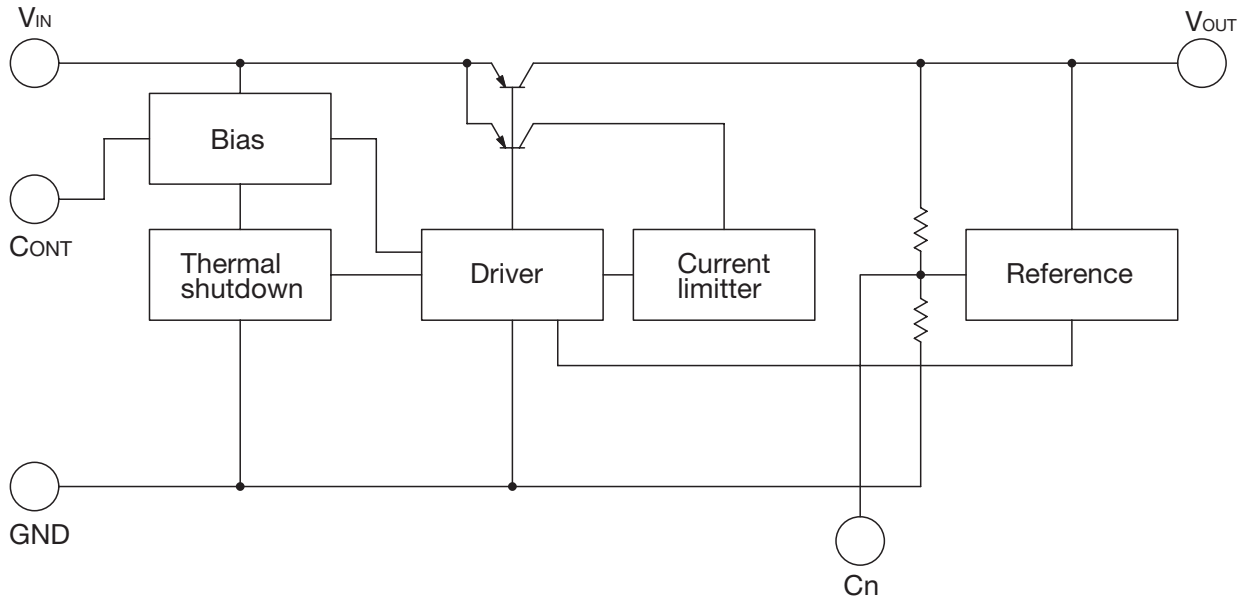 VIN
VOUT
Bias
CONT
Thermal
shutdown
Driver
Current
limitter
Reference
GND
Cn